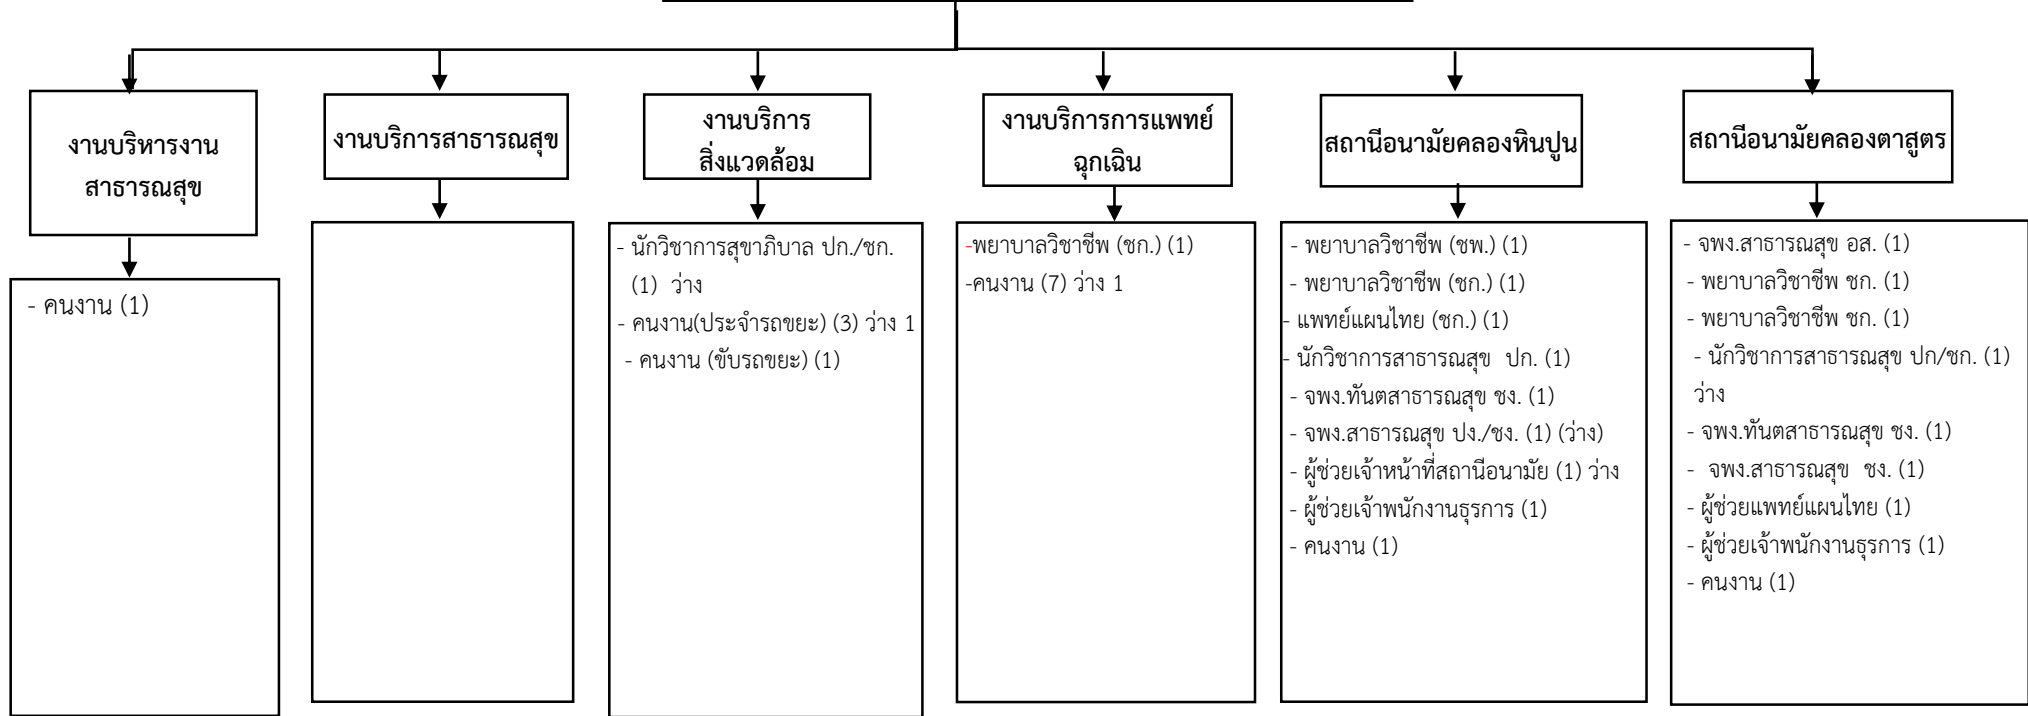 งานบริหารงาน
สาธารณสุข
- คนงาน (1)
งานบริการสาธารณสุข
งานบริการ
สิ่งแวดล้อม
- นักวิชาการสุขาภิบาล ปก./ชก.
(1) ว่าง
- คนงาน(ประจำรถขยะ) (3) ว่าง 1
- คนงาน (ขับรถขยะ) (1)
งานบริการการแพทย์
ฉุกเฉิน
-พยาบาลวิชาชีพ (ชก.) (1)
-คนงาน (7) ว่าง 1
สถานีอนามัยคลองหินปูน
- พยาบาลวิชาชีพ (ชพ.) (1)
- พยาบาลวิชาชีพ (ชก.) (1)
- แพทย์แผนไทย (ชก.) (1)
- นักวิชาการสาธารณสุข ปก. (1)
- จพง.ทันตสาธารณสุข ชง. (1)
- จพง.สาธารณสุข ปง./ชง. (1) (ว่าง)
- ผู้ช่วยเจ้าหน้าที่สถานีอนามัย (1) ว่าง
- ผู้ช่วยเจ้าพนักงานธุรการ (1)
- คนงาน (1)
สถานีอนามัยคลองตาสูตร
- จพง.สาธารณสุข อส. (1)
- พยาบาลวิชาชีพ ชก. (1)
- พยาบาลวิชาชีพ ชก. (1)
- นักวิชาการสาธารณสุข ปก/ชก. (1)
ว่าง
- จพง.ทันตสาธารณสุข ชง. (1)
- จพง.สาธารณสุข ชง. (1)
- ผู้ช่วยแพทย์แผนไทย (1)
- ผู้ช่วยเจ้าพนักงานธุรการ (1)
- คนงาน (1)